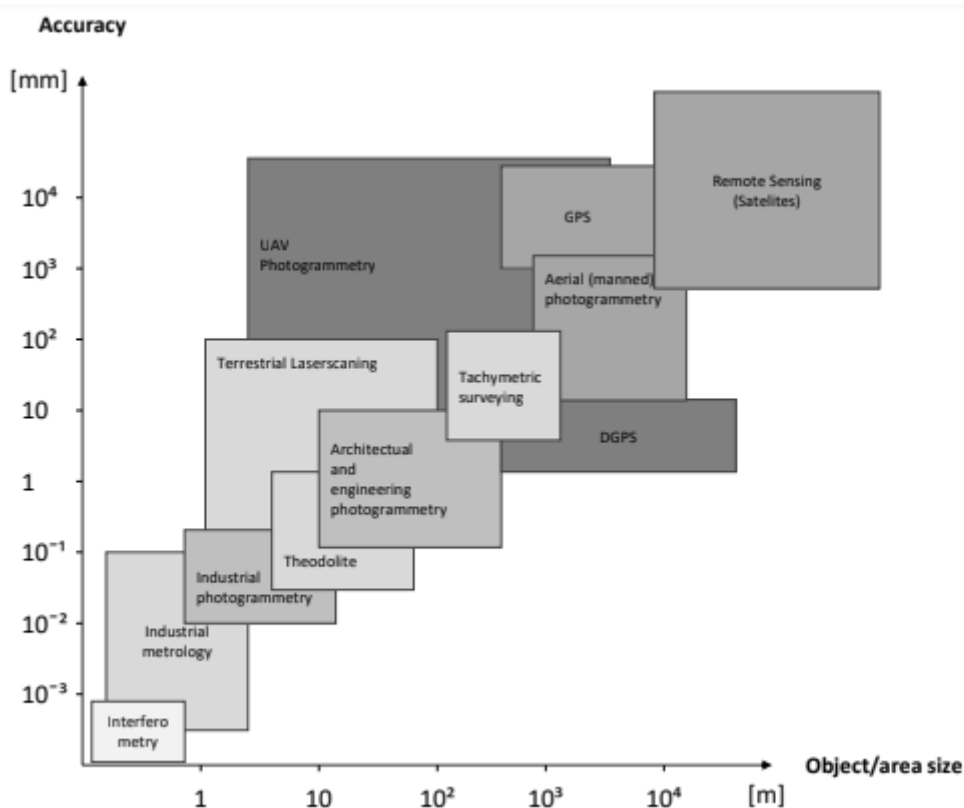 Accuracy
[mm]
10⁴
10³
10²
10
1
10⁻¹
10⁻²
10⁻³
Remote Sensing
(Satelites)
GPS
UAV
Photogrammetry
Aerial (manned)
photogrammetry
Terrestrial Laserscaning
Tachymetric
surveying
DGPS
Architectual
and
engineering
photogrammetry
Theodolite
Industrial
photogrammetry
Industrial
metrology
Interfero
metry
Object/area size
1
10
10²
10³
10⁴
[m]